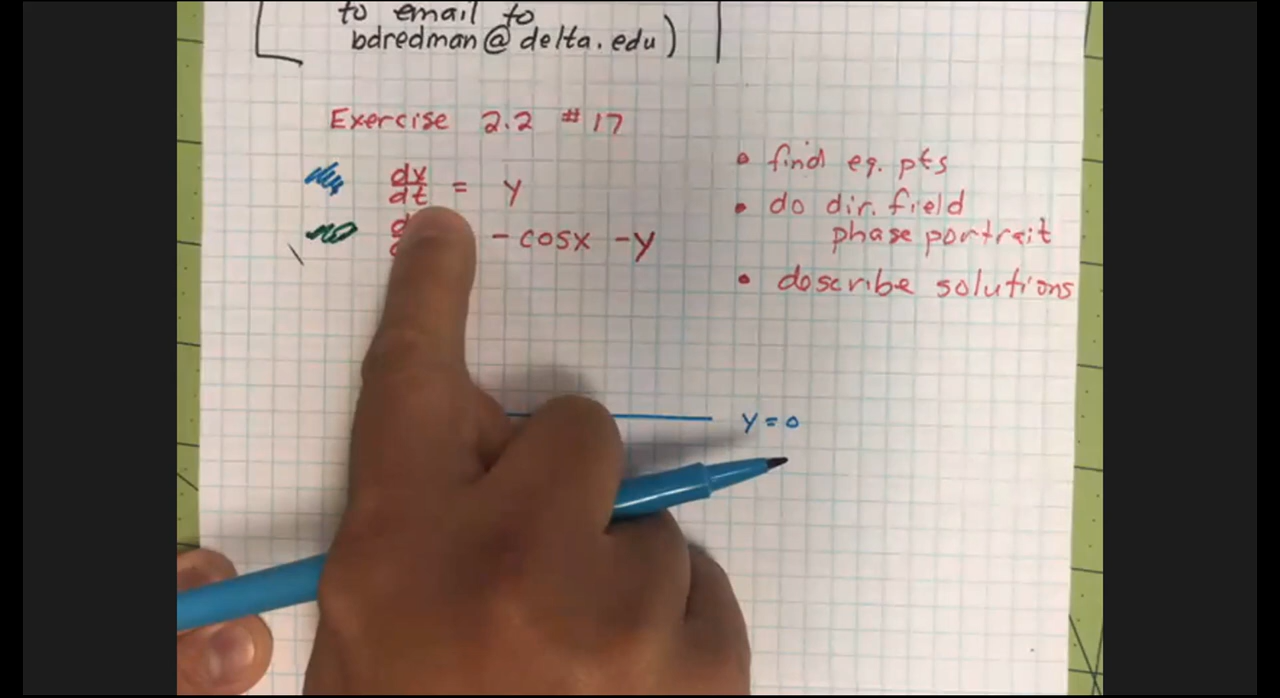 to email to
bdredman@delta.edu)
Exercise 2.2 #17
dx/dt = y
- cosx - y
• find eq. pts
• do dir. field
phase portrait
• describe solutions
y = 0